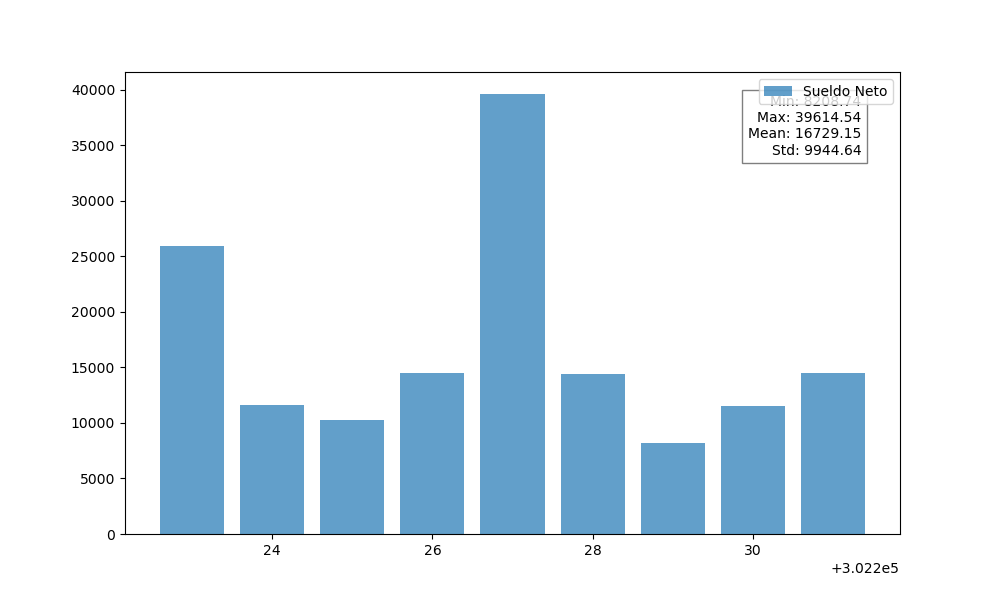 40000
35000
30000
25000
20000
15000
10000
5000
0
Sueldo Neto
Min: 8208.74
Max: 39614.54
Mean: 16729.15
Std: 9944.64
24 26 28 30
+3.022e5